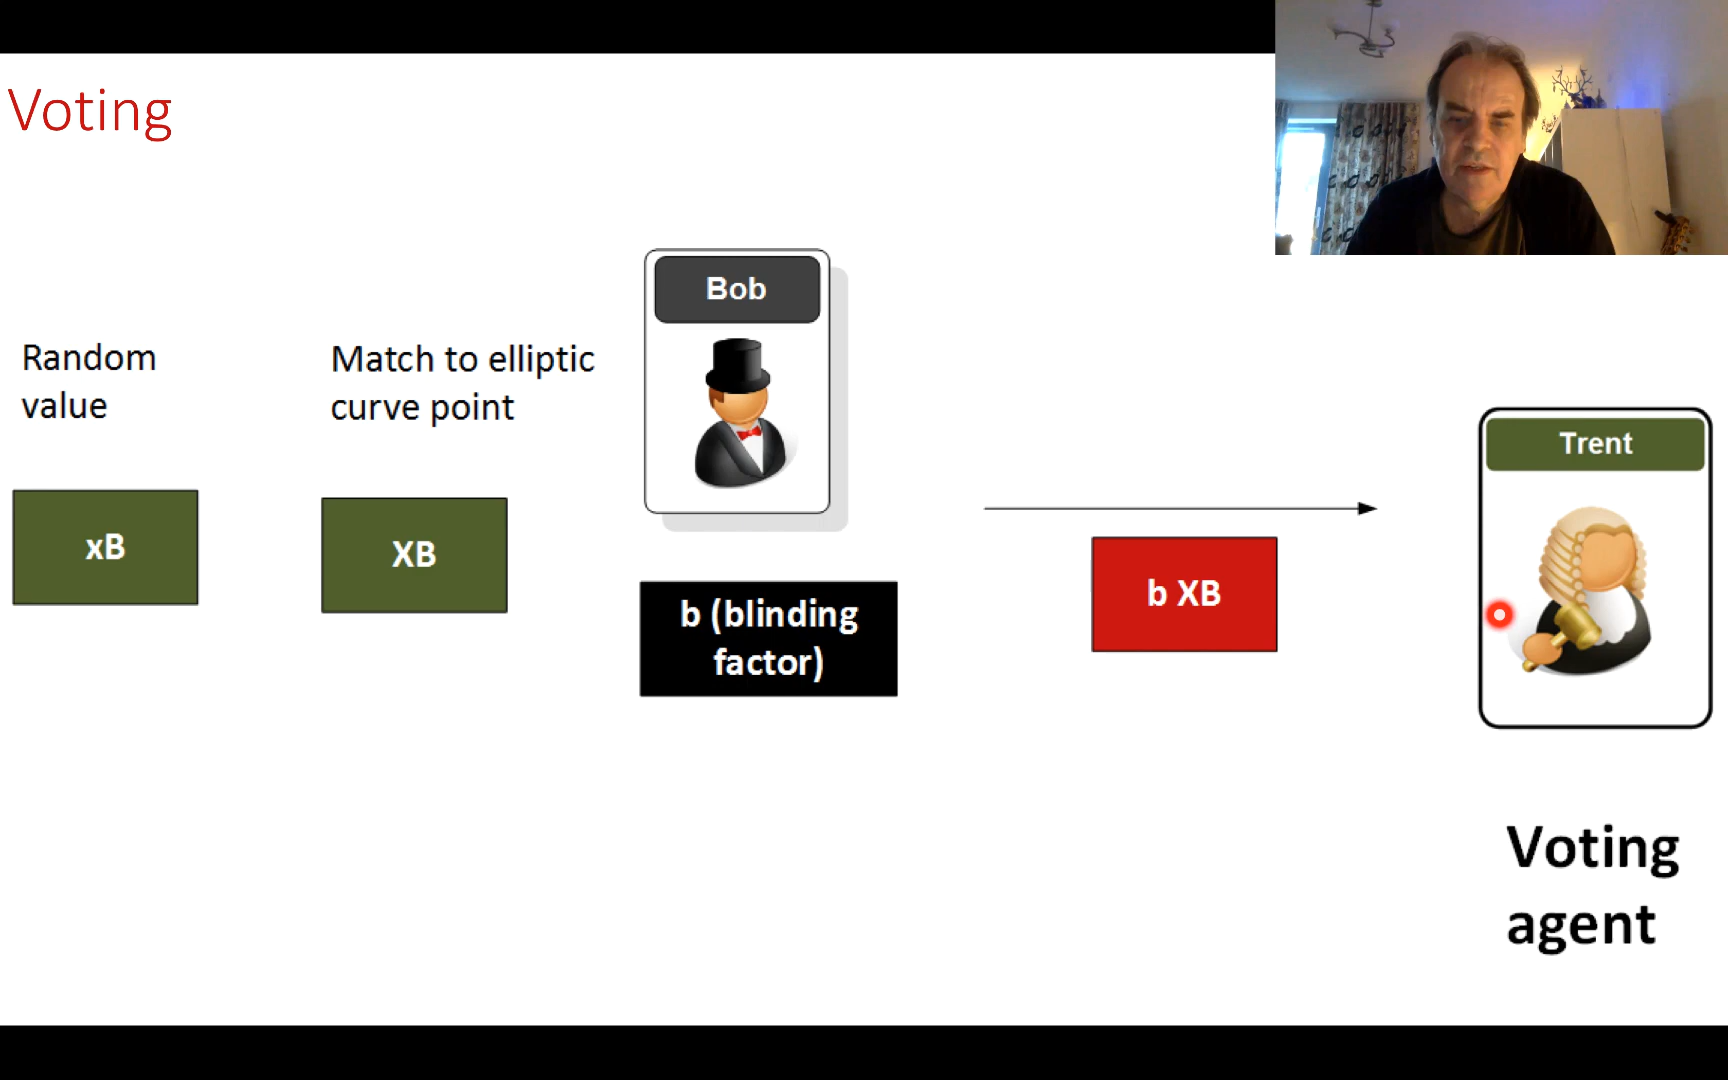 Voting
Bob
Random
value
Match to elliptic
curve point
Trent
xB
XB
b XB
b (blinding
factor)
Voting
agent